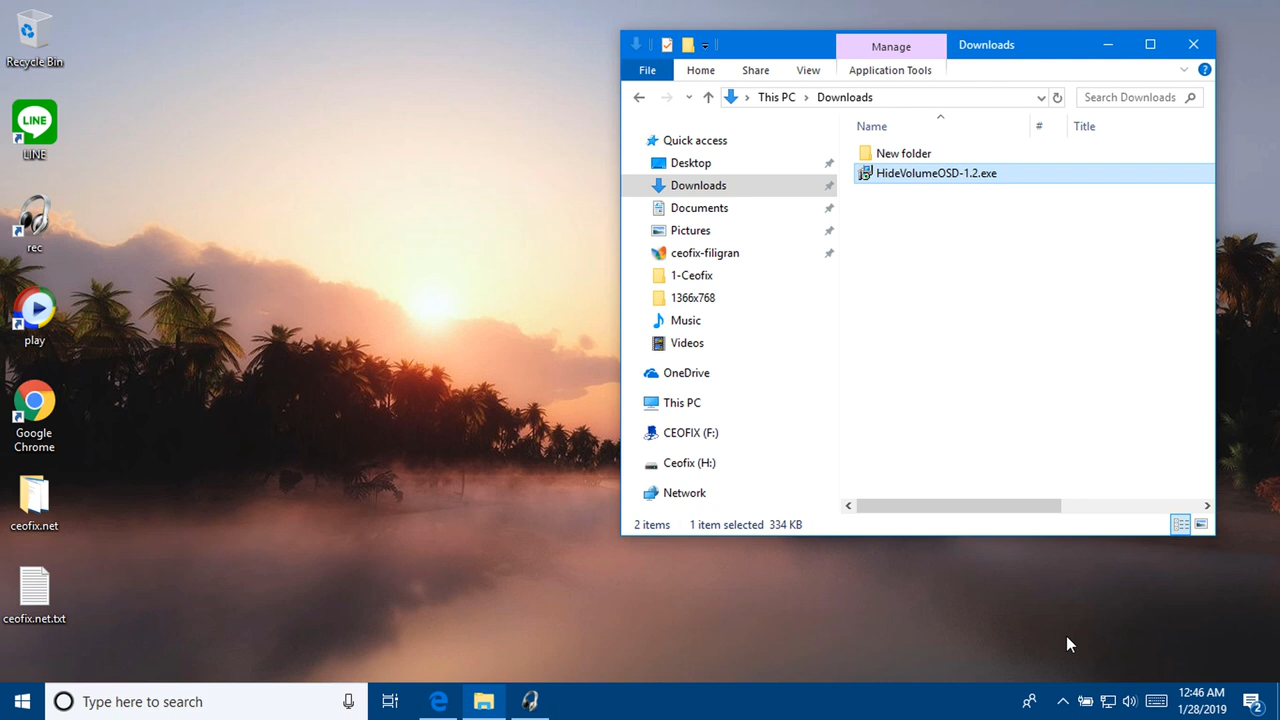 Recycle Bin
LINE
LINE
rec
play
Google
Chrome
ceofix.net
ceofix.net.txt
Manage
Downloads
File
Home
Share
View
Application Tools
This PC
Downloads
Search Downloads
Name
#
Title
Quick access
Desktop
Downloads
Documents
Pictures
ceofix-filigran
1-Ceofix
1366x768
Music
Videos
OneDrive
This PC
CEOFIX (F:)
Ceofix (H:)
Network
New folder
HideVolumeOSD-1.2.exe
2 items
1 item selected 334 KB
Type here to search
12:46 AM
1/28/2019
2